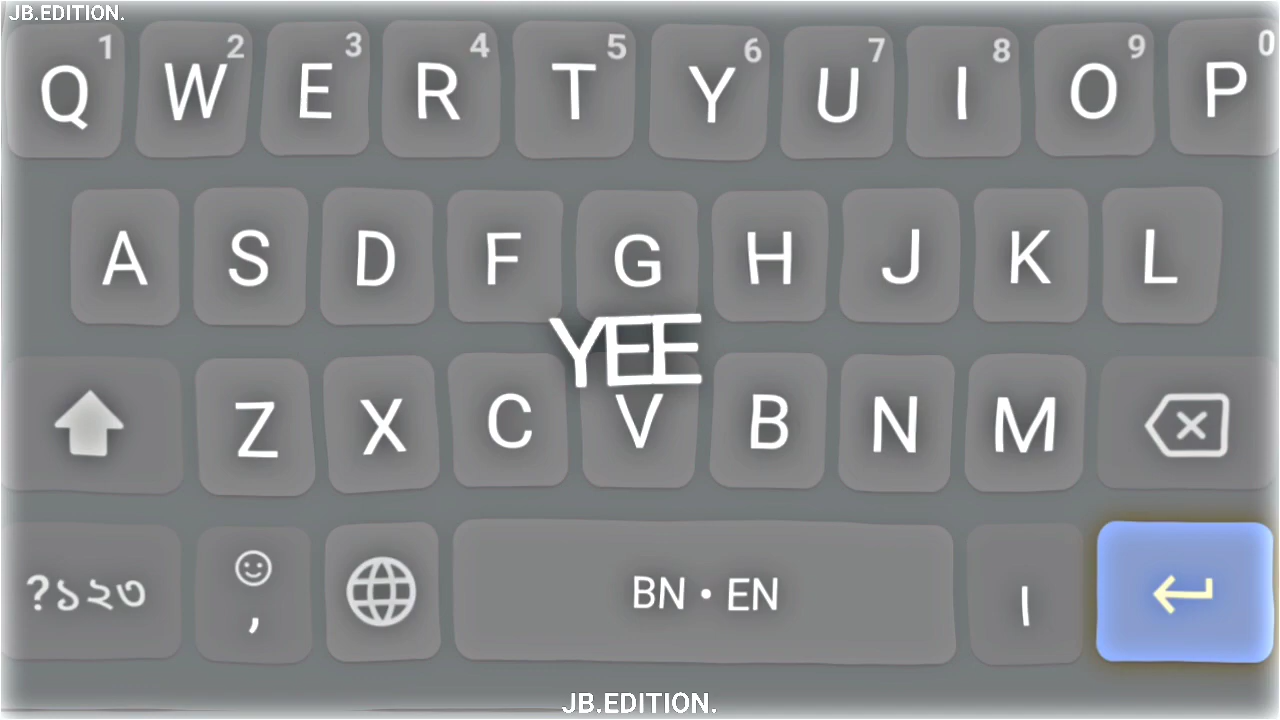 JB.EDITION.
1 2 3 4 5 6 7 8 9 0
Q W E R T Y U I O P
A S D F G H J K L
YEE
Z X C V B N M
?১২৩ , BN • EN ।
JB.EDITION.